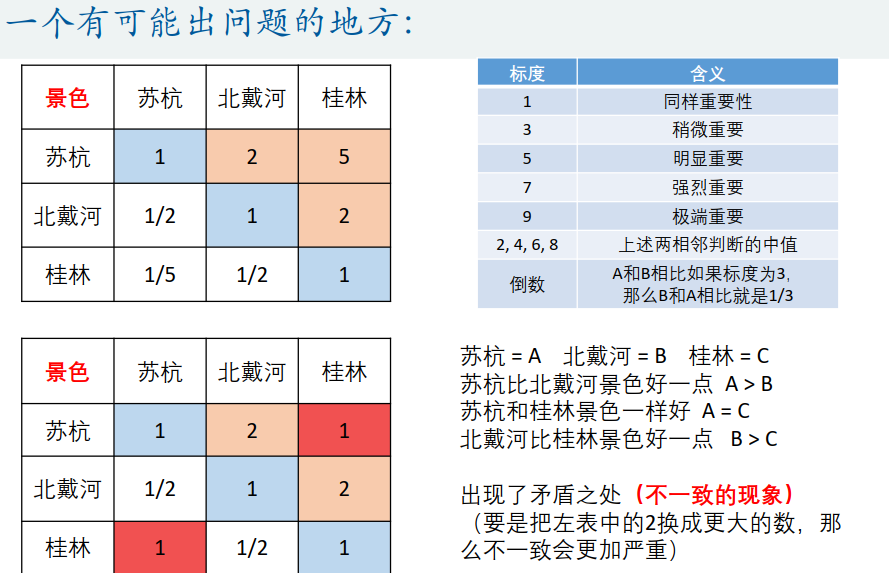 一个有可能出问题的地方：
景色 苏杭 北戴河 桂林
苏杭 1 2 5
北戴河 1/2 1 2
桂林 1/5 1/2 1
标度 含义
1 同样重要性
3 稍微重要
5 明显重要
7 强烈重要
9 极端重要
2, 4, 6, 8 上述两相邻判断的中值
倒数 A和B相比如果标度为3,
那么B和A相比就是1/3
景色 苏杭 北戴河 桂林
苏杭 1 2 1
北戴河 1/2 1 2
桂林 1 1/2 1
苏杭 = A 北戴河 = B 桂林 = C
苏杭比北戴河景色好一点 A > B
苏杭和桂林景色一样好 A = C
北戴河比桂林景色好一点 B > C
出现了矛盾之处（不一致的现象）
（要是把左表中的2换成更大的数，那
么不一致会更加严重）